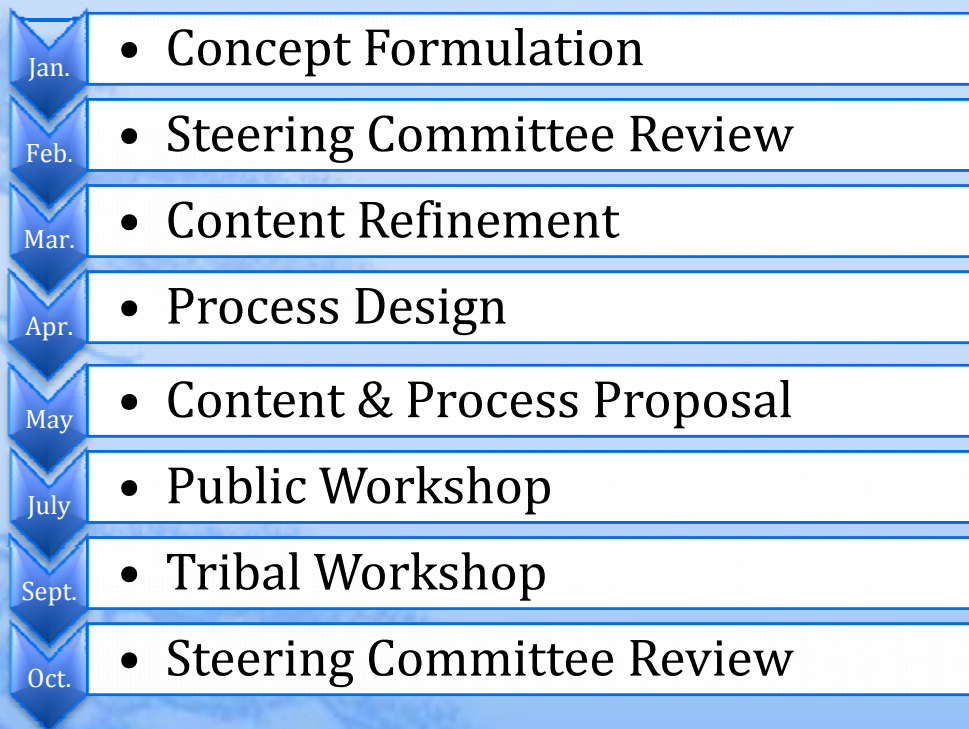 Jan. • Concept Formulation
Feb. • Steering Committee Review
Mar. • Content Refinement
Apr. • Process Design
May • Content & Process Proposal
July • Public Workshop
Sept. • Tribal Workshop
Oct. • Steering Committee Review